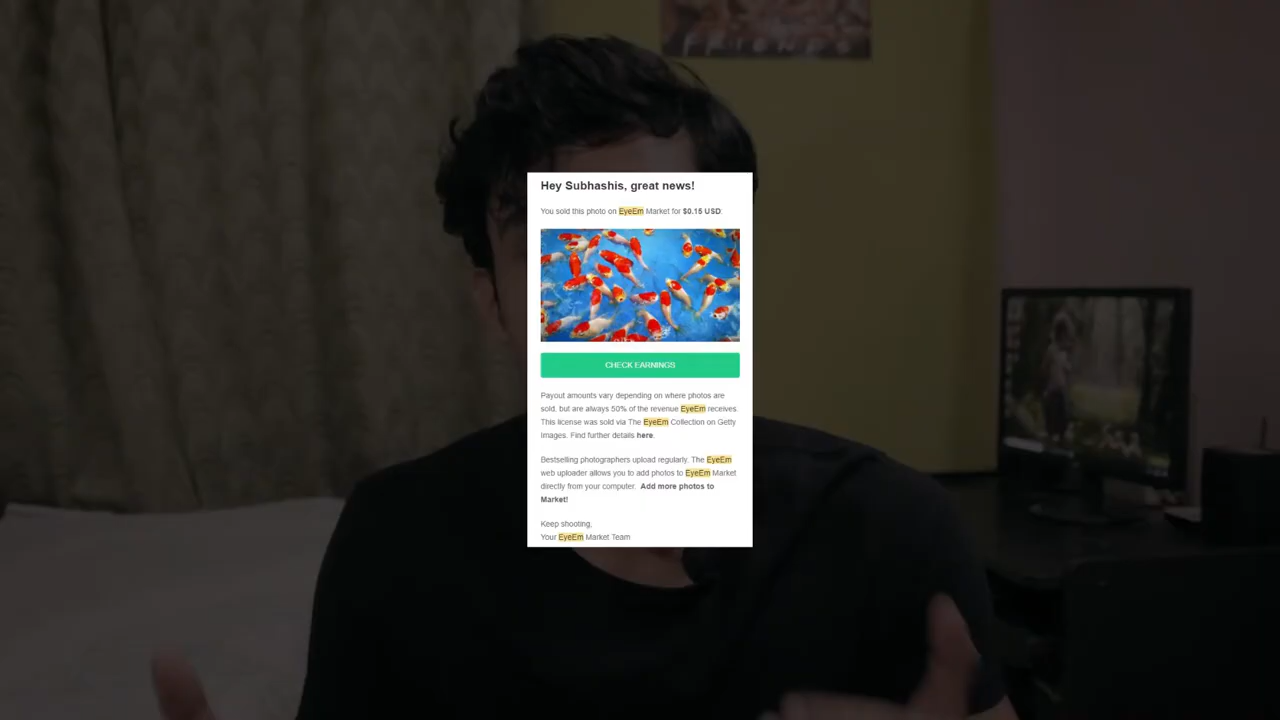 FRIENDS
Hey Subhashis, great news!
You sold this photo on EyeEm Market for $0.15 USD
CHECK EARNINGS
Payout amounts vary depending on where photos are
sold, but are always 50% of the revenue EyeEm receives.
This license was sold via The EyeEm Collection on Getty
Images. Find further details here.
Bestselling photographers upload regularly. The EyeEm
web uploader allows you to add photos to EyeEm Market
directly from your computer. Add more photos to
Market!
Keep shooting,
Your EyeEm Market Team